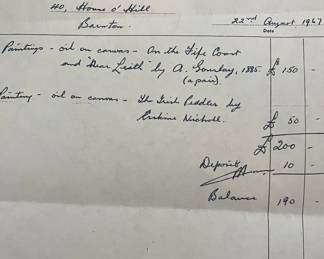 40, House o' Hill
Barnton.
22nd August 1967
Date
Paintings - oil on canvas - On the Fife Coast
and "Near Leith" by A. Bombay, 1885. £ 150 -
(a pair).
Painting - oil on canvas - The Irish Peddler by
Erskine Nicholl. £ 50 -
£ 200 -
Deposit 10 -
Balance 190 -